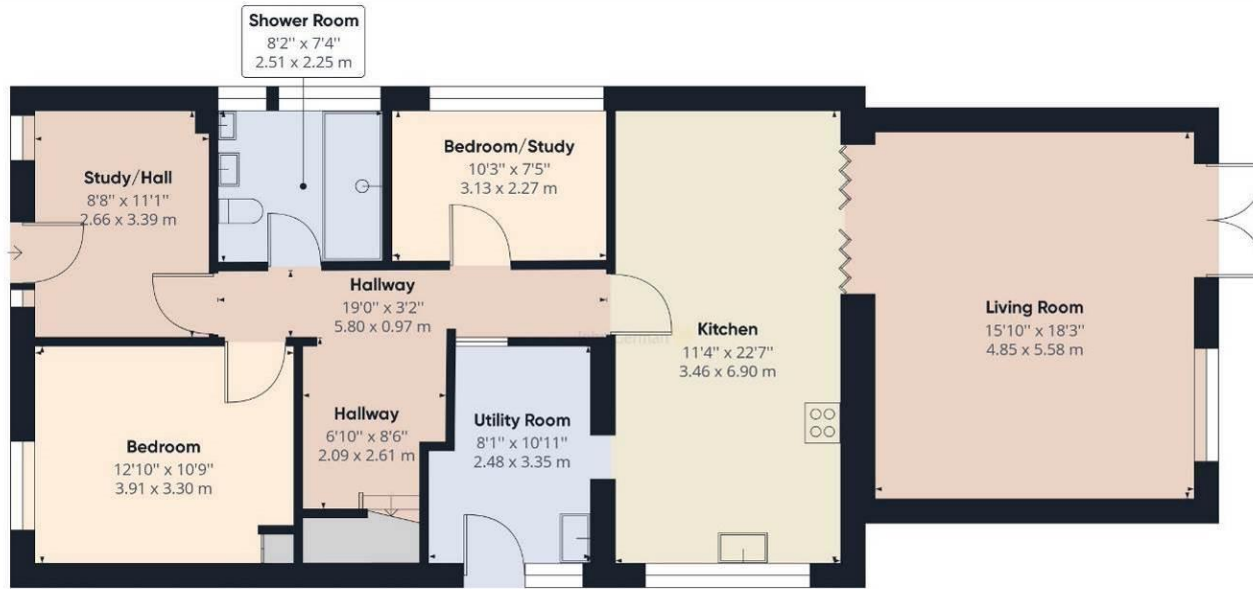 Shower Room
8'2'' x 7'4''
2.51 x 2.25 m
Study/Hall
8'8'' x 11'1''
2.66 x 3.39 m
Bedroom/Study
10'3'' x 7'5''
3.13 x 2.27 m
Hallway
19'0'' x 3'2''
5.80 x 0.97 m
Kitchen
11'4'' x 22'7''
3.46 x 6.90 m
Living Room
15'10'' x 18'3''
4.85 x 5.58 m
Bedroom
12'10'' x 10'9''
3.91 x 3.30 m
Hallway
6'10'' x 8'6''
2.09 x 2.61 m
Utility Room
8'1'' x 10'11''
2.48 x 3.35 m